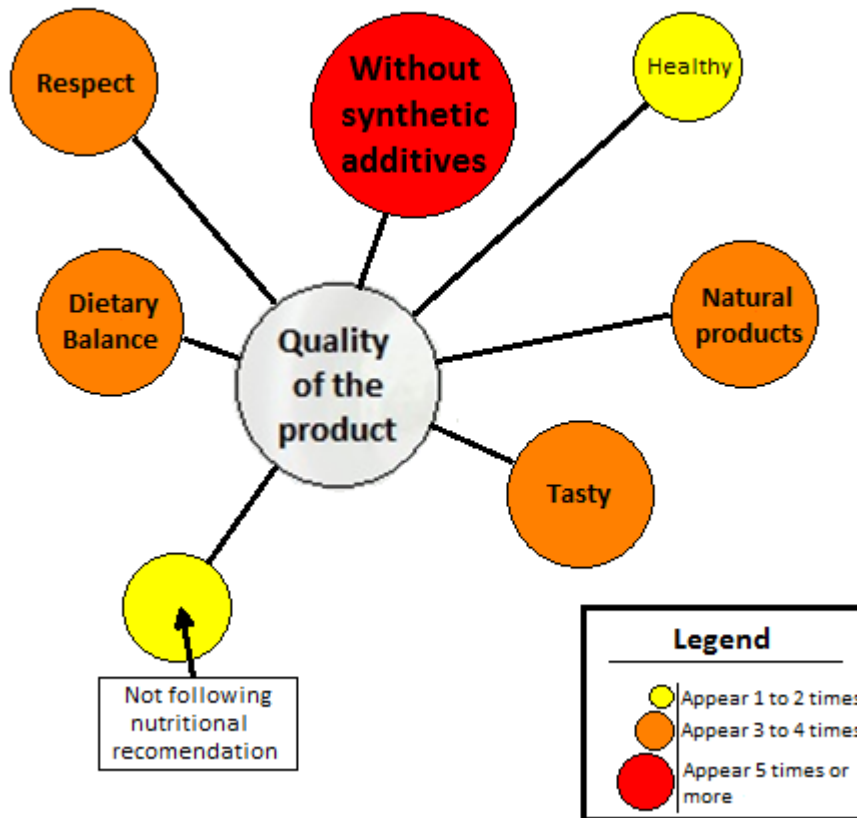 Respect
Without
synthetic
additives
Healthy
Dietary
Balance
Quality
of the
product
Natural
products
Tasty
Not following
nutritional
recomendation
Legend
Appear 1 to 2 times
Appear 3 to 4 times
Appear 5 times or
more